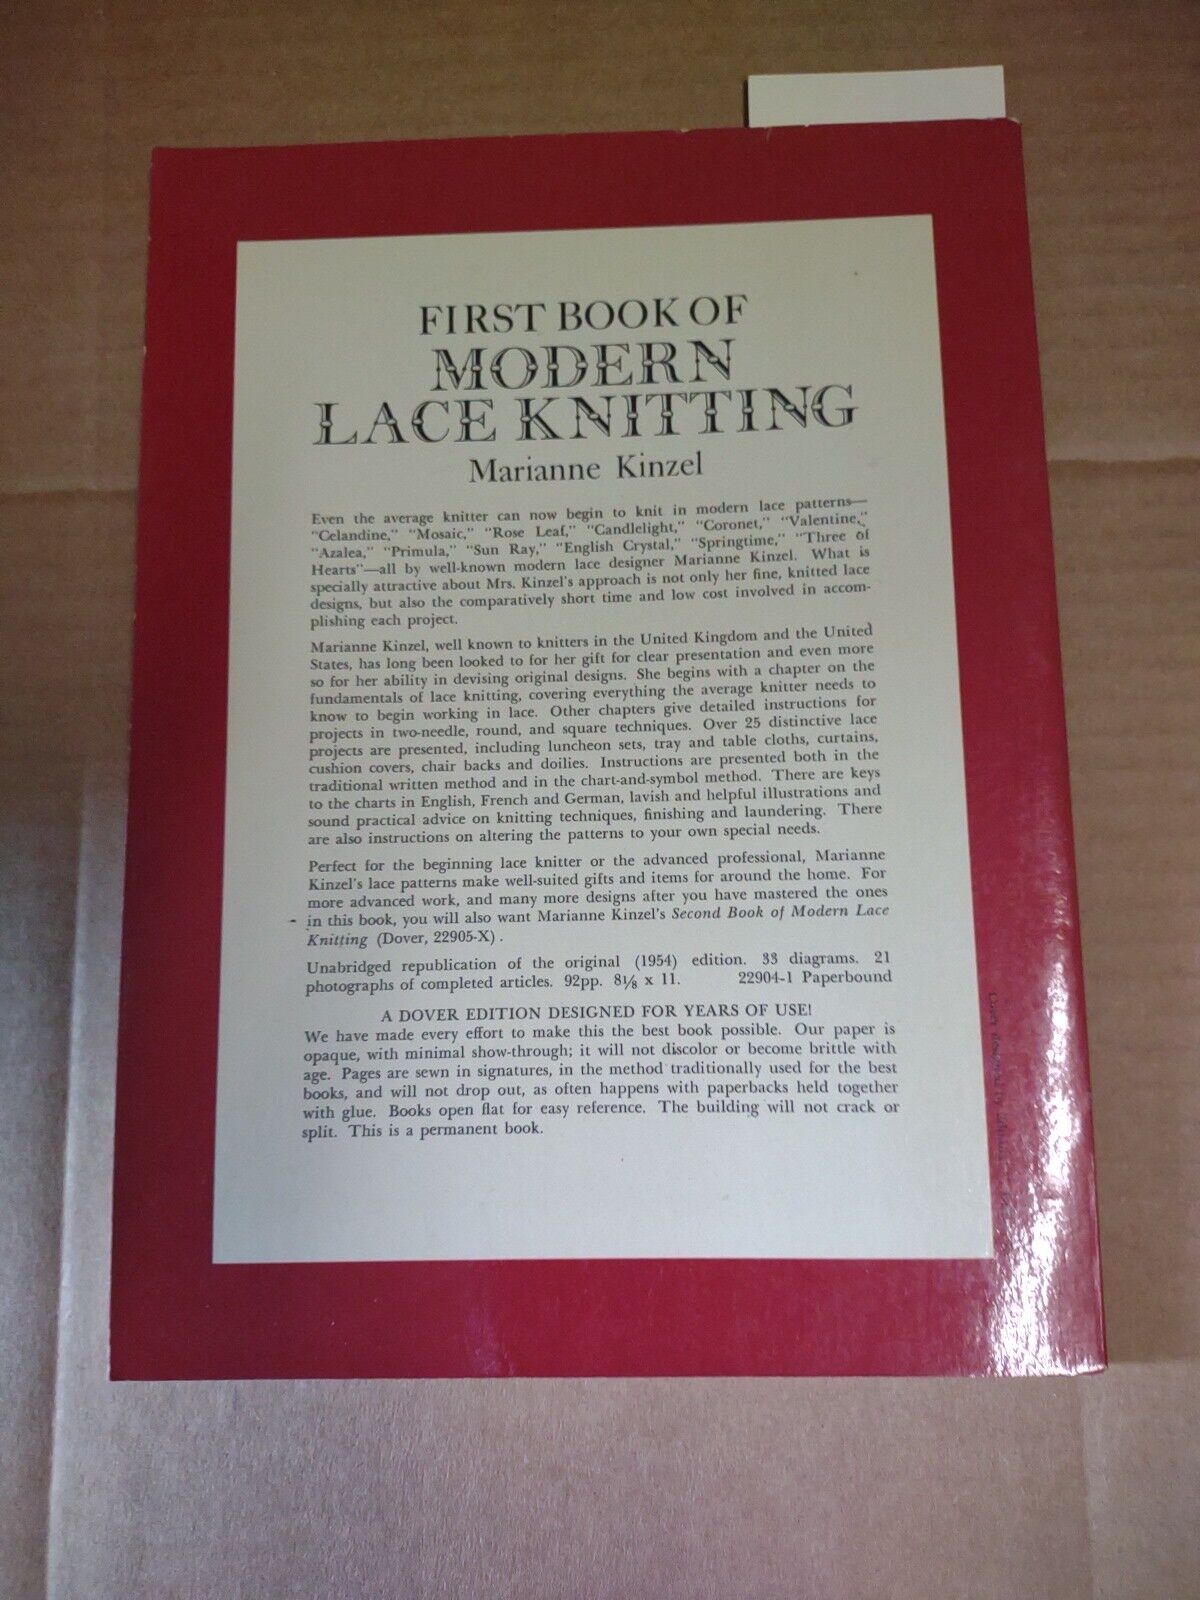 FIRST BOOK OF
MODERN
LACE KNITTING
Marianne Kinzel
Even the average knitter can now begin to knit in modern lace patterns—
"Celandine," "Mosaic," "Rose Leaf," "Candlelight," "Coronet," "Valentine,"
"Azalea," "Primula," "Sun Ray," "English Crystal," "Springtime," "Three of
Hearts"—all by well-known modern lace designer Marianne Kinzel. What is
specially attractive about Mrs. Kinzel's approach is not only her fine, knitted lace
designs, but also the comparatively short time and low cost involved in accom-
plishing each project.
Marianne Kinzel, well known to knitters in the United Kingdom and the United
States, has long been looked to for her gift for clear presentation and even more
so for her ability in devising original designs. She begins with a chapter on the
fundamentals of lace knitting, covering everything the average knitter needs to
know to begin working in lace. Other chapters give detailed instructions for
projects in two-needle, round, and square techniques. Over 25 distinctive lace
projects are presented, including luncheon sets, tray and table cloths, curtains,
cushion covers, chair backs and doilies. Instructions are presented both in the
traditional written method and in the chart-and-symbol method. There are keys
to the charts in English, French and German, lavish and helpful illustrations and
sound practical advice on knitting techniques, finishing and laundering. There
are also instructions on altering the patterns to your own special needs.
Perfect for the beginning lace knitter or the advanced professional, Marianne
Kinzel's lace patterns make well-suited gifts and items for around the home. For
more advanced work, and many more designs after you have mastered the ones
in this book, you will also want Marianne Kinzel's Second Book of Modern Lace
Knitting (Dover, 22905-X).
Unabridged republication of the original (1954) edition. 33 diagrams. 21
photographs of completed articles. 92pp. 8⅛ x 11. 22904-1 Paperbound
A DOVER EDITION DESIGNED FOR YEARS OF USE!
We have made every effort to make this the best book possible. Our paper is
opaque, with minimal show-through; it will not discolor or become brittle with
age. Pages are sewn in signatures, in the method traditionally used for the best
books, and will not drop out, as often happens with paperbacks held together
with glue. Books open flat for easy reference. The building will not crack or
split. This is a permanent book.